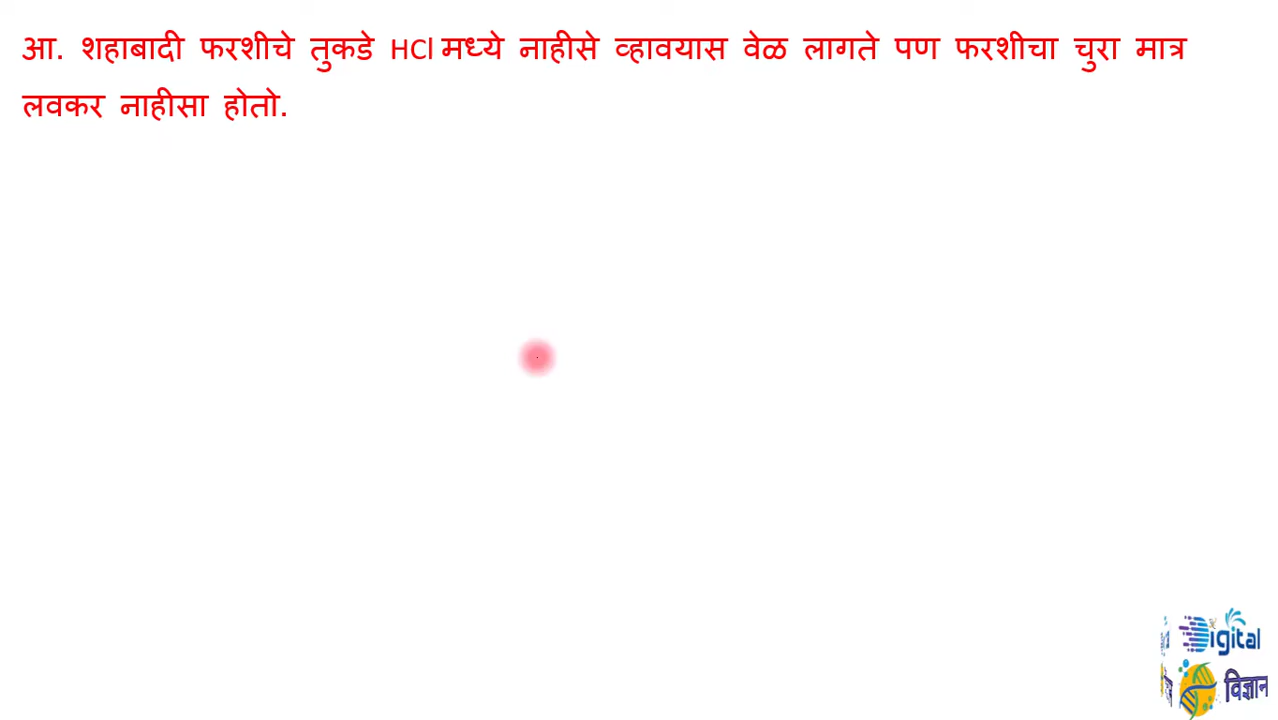 आ. शहाबादी फरशीचे तुकडे HCl मध्ये नाहीसे व्हावयास वेळ लागते पण फरशीचा चुरा मात्र
लवकर नाहीसा होतो.
Digital
विज्ञान